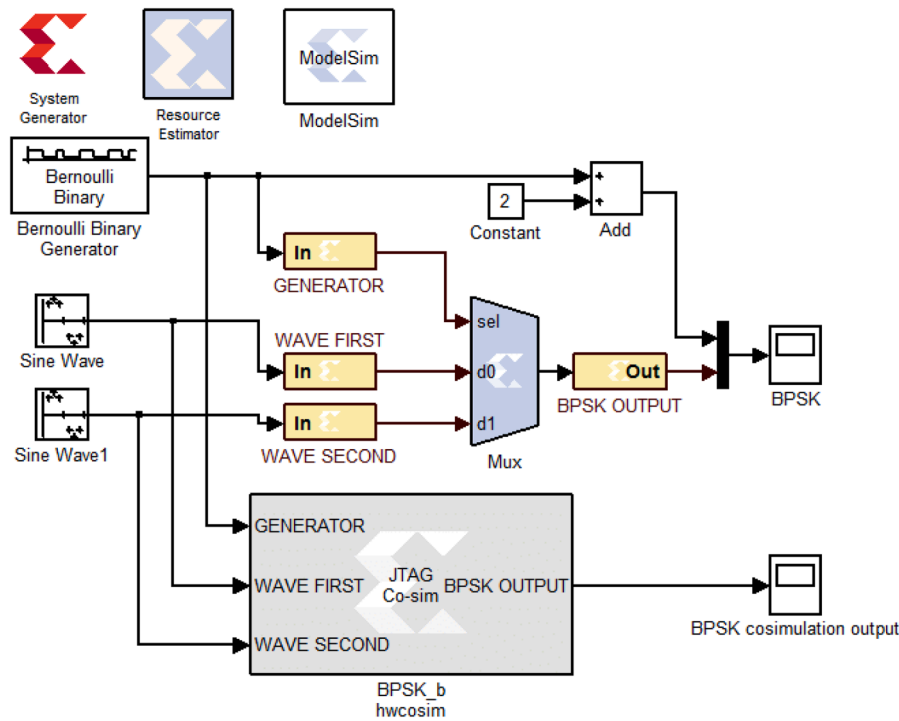 ModelSim
System
Generator
Resource
Estimator
ModelSim
Bernoulli
Binary
Bernoulli Binary
Generator
2
Constant
+
+
Add
In
GENERATOR
Sine Wave
WAVE FIRST
In
sel
d0
d1
Mux
Out
BPSK OUTPUT
BPSK
Sine Wave1
In
WAVE SECOND
GENERATOR
WAVE FIRST
WAVE SECOND
JTAG
Co-sim
BPSK OUTPUT
BPSK_b
hwcosim
BPSK cosimulation output